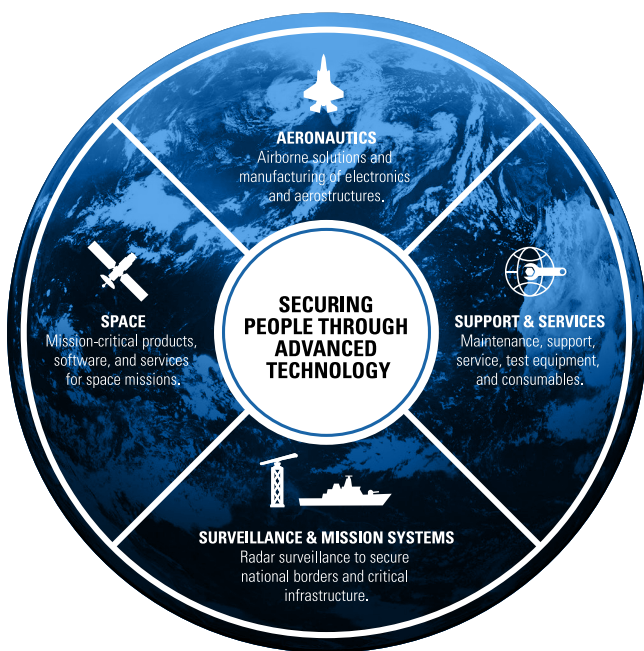 AERONAUTICS
Airborne solutions and
manufacturing of electronics
and aerostructures.
SPACE
Mission-critical products,
software, and services
for space missions.
SECURING
PEOPLE THROUGH
ADVANCED
TECHNOLOGY
SUPPORT & SERVICES
Maintenance, support,
service, test equipment,
and consumables.
SURVEILLANCE & MISSION SYSTEMS
Radar surveillance to secure
national borders and critical
infrastructure.